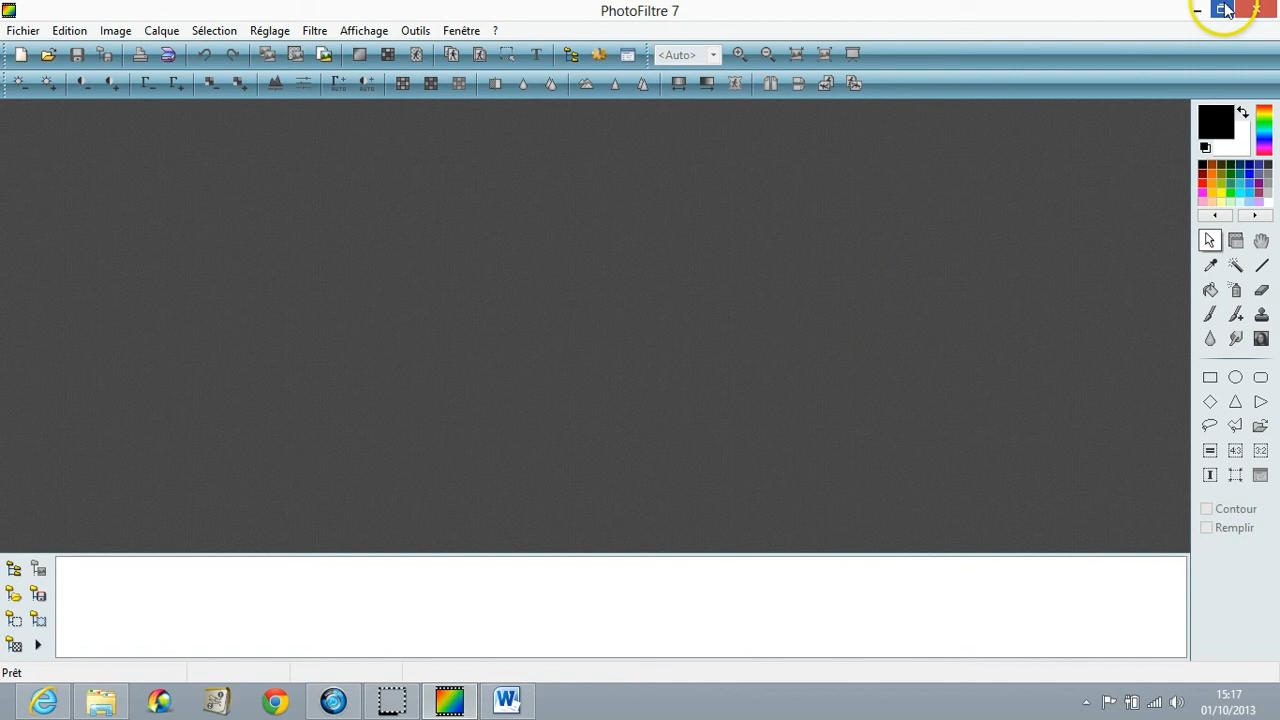 PhotoFiltre 7
Fichier Edition Image Calque Sélection Réglage Filtre Affichage Outils Fenêtre ?
<Auto>
Contour
Remplir
Prêt
15:17
01/10/2013